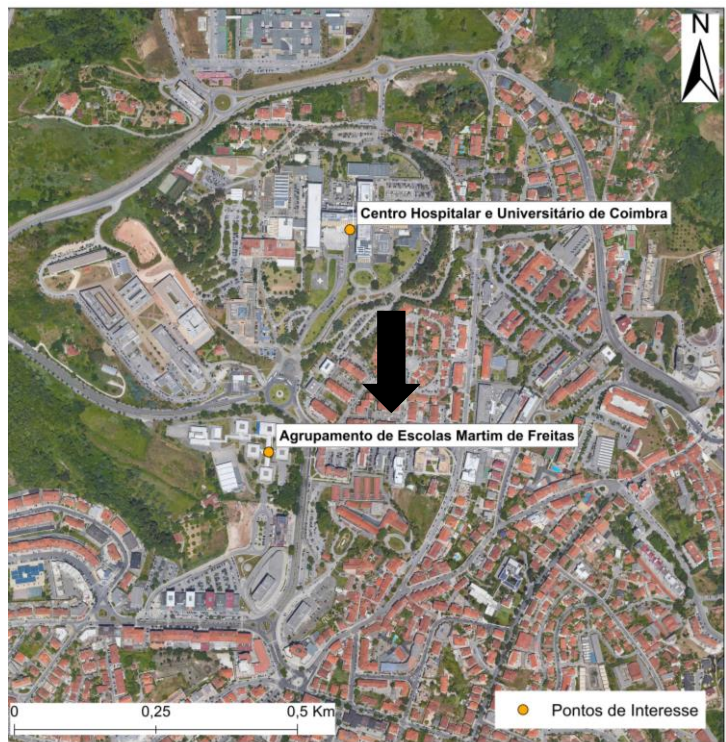 N
Centro Hospitalar e Universitário de Coimbra
Agrupamento de Escolas Martim de Freitas
0 0,25 0,5 Km
Pontos de Interesse